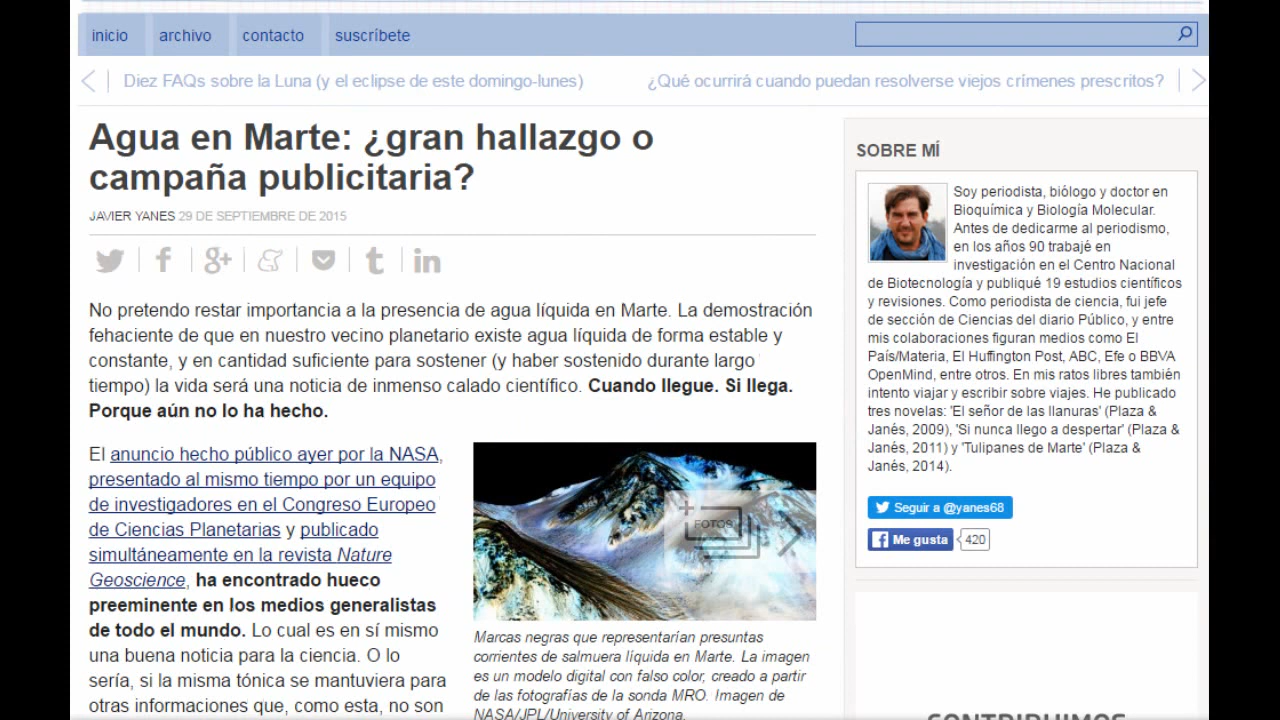 inicio
archivo
contacto
suscríbete
Diez FAQs sobre la Luna (y el eclipse de este domingo-lunes)
¿Qué ocurrirá cuando puedan resolverse viejos crímenes prescritos?
Agua en Marte: ¿gran hallazgo o
campaña publicitaria?
JAVIER YANES 29 DE SEPTIEMBRE DE 2015
No pretendo restar importancia a la presencia de agua líquida en Marte. La demostración
fehaciente de que en nuestro vecino planetario existe agua líquida de forma estable y
constante, y en cantidad suficiente para sostener (y haber sostenido durante largo
tiempo) la vida será una noticia de inmenso calado científico. Cuando llegue. Si llega.
Porque aún no lo ha hecho.
El anuncio hecho público ayer por la NASA,
presentado al mismo tiempo por un equipo
de investigadores en el Congreso Europeo
de Ciencias Planetarias y publicado
simultáneamente en la revista Nature
Geoscience, ha encontrado hueco
preeminente en los medios generalistas
de todo el mundo. Lo cual es en sí mismo
una buena noticia para la ciencia. O lo
sería, si la misma tónica se mantuviera para
otras informaciones que, como esta, no son
FOTOS
Marcas negras que representarían presuntas
corrientes de salmuera líquida en Marte. La imagen
es un modelo digital con falso color, creado a partir
de las fotografías de la sonda MRO. Imagen de
NASA/JPL/University of Arizona.
SOBRE MÍ
Soy periodista, biólogo y doctor en
Bioquímica y Biología Molecular.
Antes de dedicarme al periodismo,
en los años 90 trabajé en
investigación en el Centro Nacional
de Biotecnología y publiqué 19 estudios científicos
y revisiones. Como periodista de ciencia, fui jefe
de sección de Ciencias del diario Público, y entre
mis colaboraciones figuran medios como El
País/Materia, El Huffington Post, ABC, Efe o BBVA
OpenMind, entre otros. En mis ratos libres también
intento viajar y escribir sobre viajes. He publicado
tres novelas: 'El señor de las llanuras' (Plaza &
Janés, 2009), 'Si nunca llego a despertar' (Plaza &
Janés, 2011) y 'Tulipanes de Marte' (Plaza &
Janés, 2014).
Seguir a @yanes68
Me gusta 420
CONTRIBUIMOS